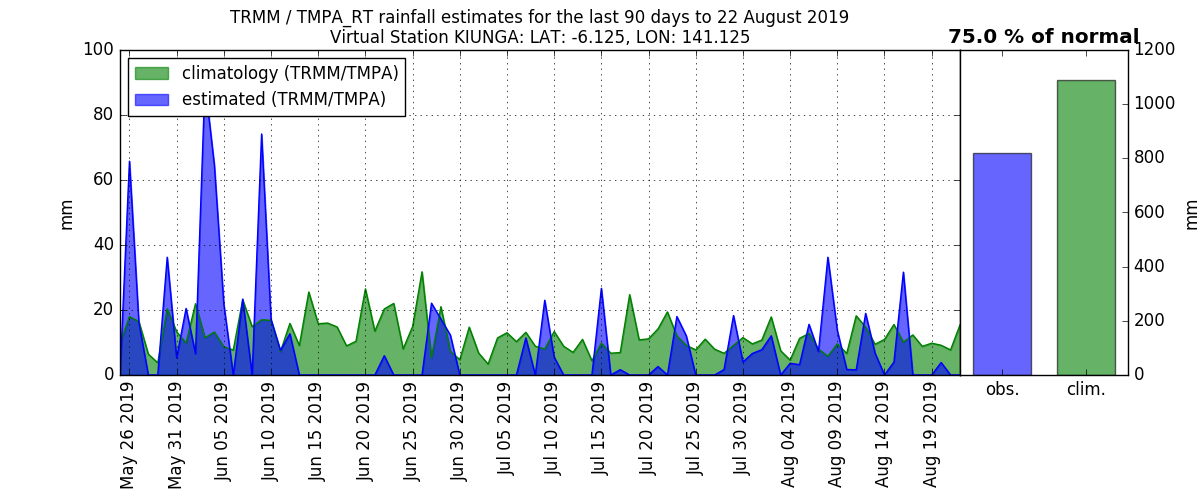 TRMM / TMPA_RT rainfall estimates for the last 90 days to 22 August 2019
Virtual Station KIUNGA: LAT: -6.125, LON: 141.125
75.0 % of normal
climatology (TRMM/TMPA)
estimated (TRMM/TMPA)
mm
100
80
60
40
20
0
May 26 2019
May 31 2019
Jun 05 2019
Jun 10 2019
Jun 15 2019
Jun 20 2019
Jun 25 2019
Jun 30 2019
Jul 05 2019
Jul 10 2019
Jul 15 2019
Jul 20 2019
Jul 25 2019
Jul 30 2019
Aug 04 2019
Aug 09 2019
Aug 14 2019
Aug 19 2019
1200
1000
800
600
400
200
0
mm
obs.
clim.